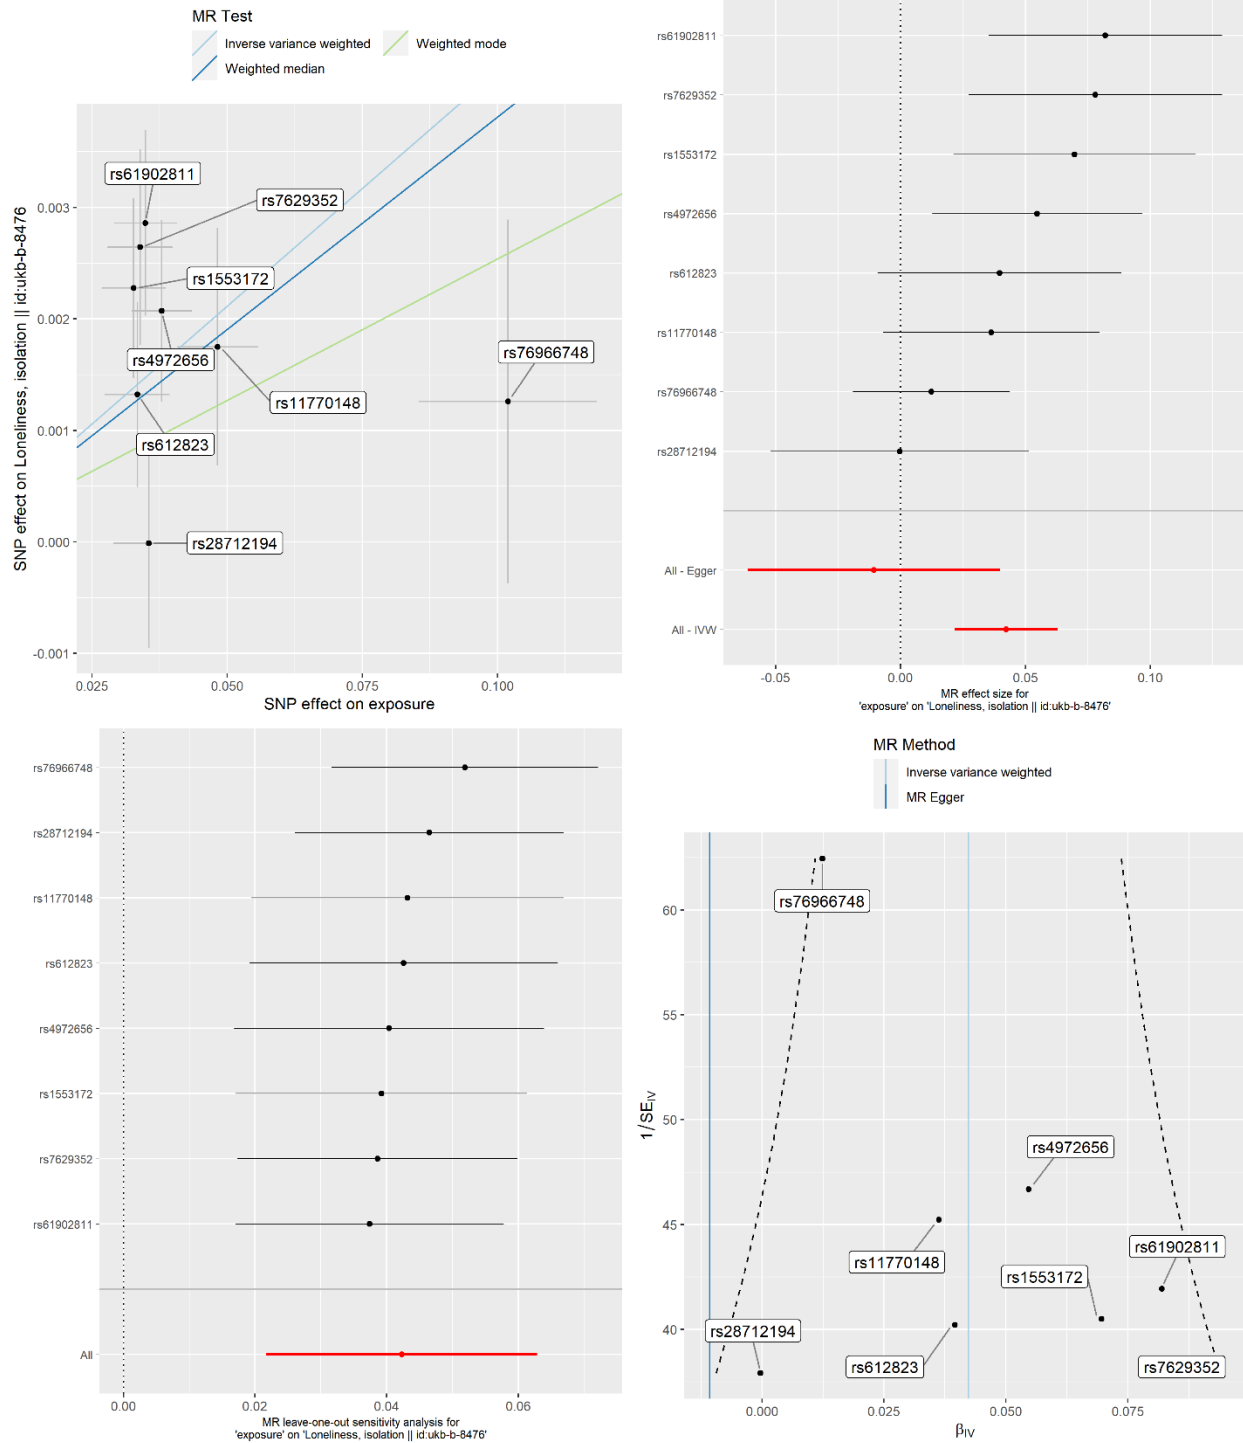 MR Test
Inverse variance weighted
Weighted mode
Weighted median
SNP effect on Loneliness, isolation || id:ukb-b-8476
0.003
0.002
0.001
0.000
-0.001
rs61902811
rs7629352
rs1553172
rs4972656
rs76966748
rs11770148
rs612823
rs28712194
0.025
0.050
0.075
0.100
SNP effect on exposure
rs61902811
rs7629352
rs1553172
rs4972656
rs612823
rs11770148
rs76966748
rs28712194
All - Egger
All - IVW
-0.05
0.00
0.05
0.10
MR effect size for
'exposure' on 'Loneliness, isolation || id:ukb-b-8476'
rs76966748
rs28712194
rs11770148
rs612823
rs4972656
rs1553172
rs7629352
rs61902811
All
0.00
0.02
0.04
0.06
MR leave-one-out sensitivity analysis for
'exposure' on 'Loneliness, isolation || id:ukb-b-8476'
MR Method
Inverse variance weighted
MR Egger
1/SE_IV
60
55
50
45
40
rs76966748
rs4972656
rs61902811
rs11770148
rs1553172
rs28712194
rs612823
rs7629352
0.000
0.025
0.050
0.075
β_IV